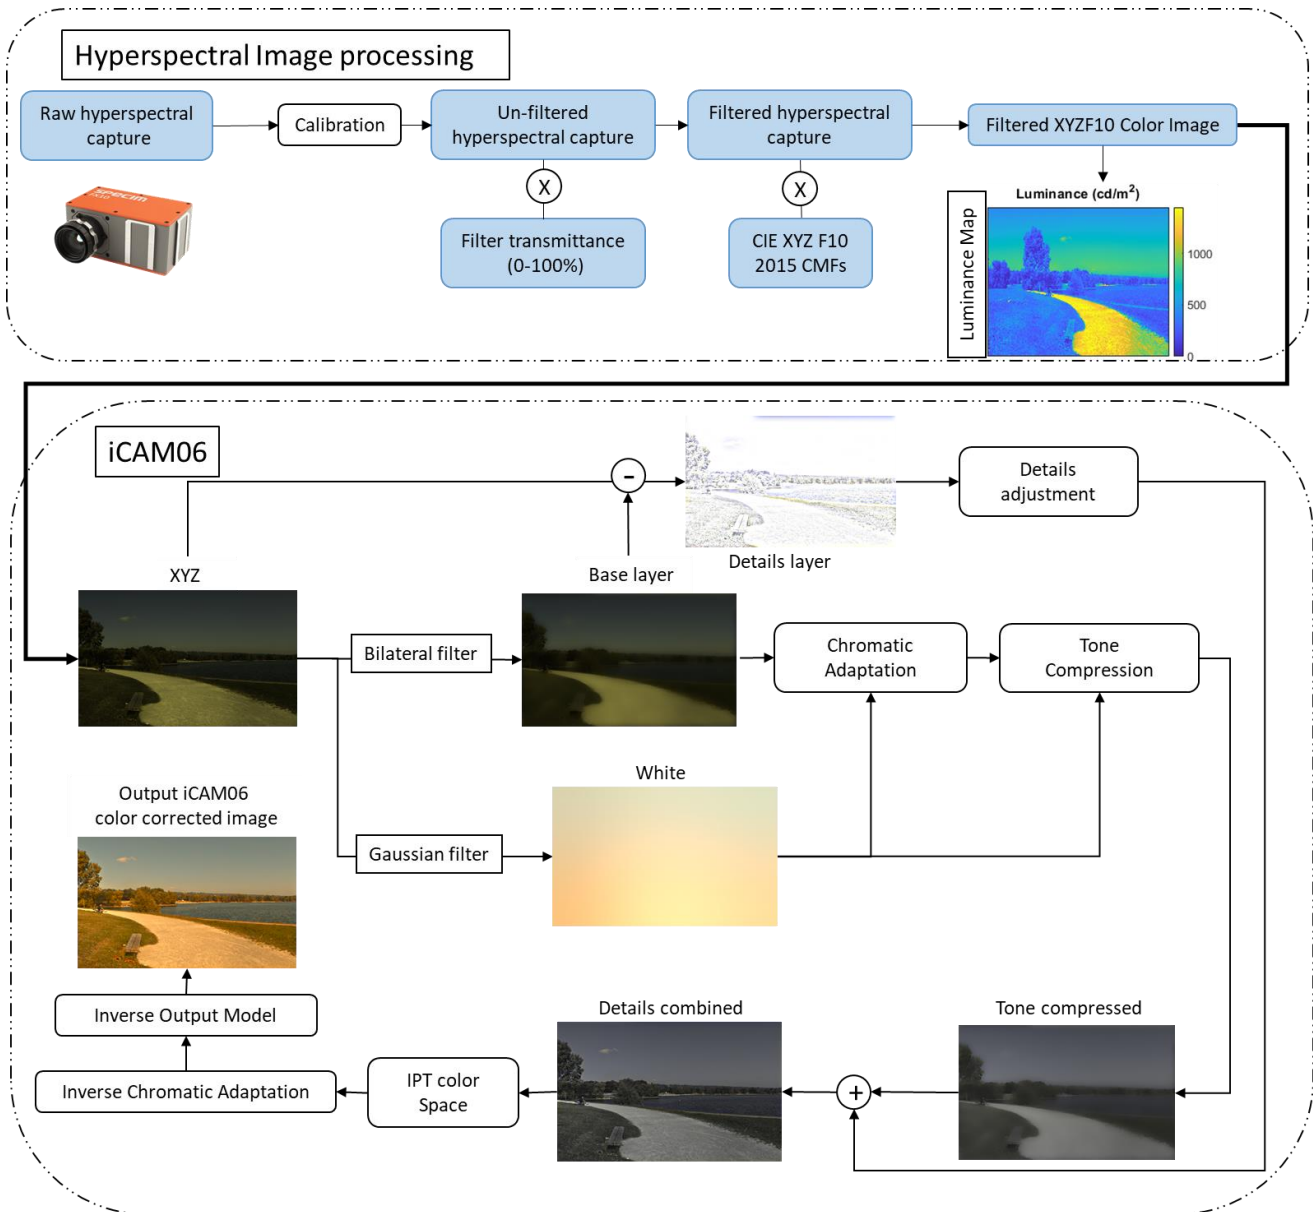 Hyperspectral Image processing
Raw hyperspectral
capture
Calibration
Un-filtered
hyperspectral capture
Filtered hyperspectral
capture
Filtered XYZF10 Color Image
X
X
specim
Filter transmittance
(0-100%)
CIE XYZ F10
2015 CMFs
Luminance Map
Luminance (cd/m²)
1000
500
0
iCAM06
-
Details
adjustment
Details layer
XYZ
Base layer
Bilateral filter
Chromatic
Adaptation
Tone
Compression
White
Output iCAM06
color corrected image
Gaussian filter
Inverse Output Model
Details combined
Tone compressed
Inverse Chromatic Adaptation
IPT color
Space
+